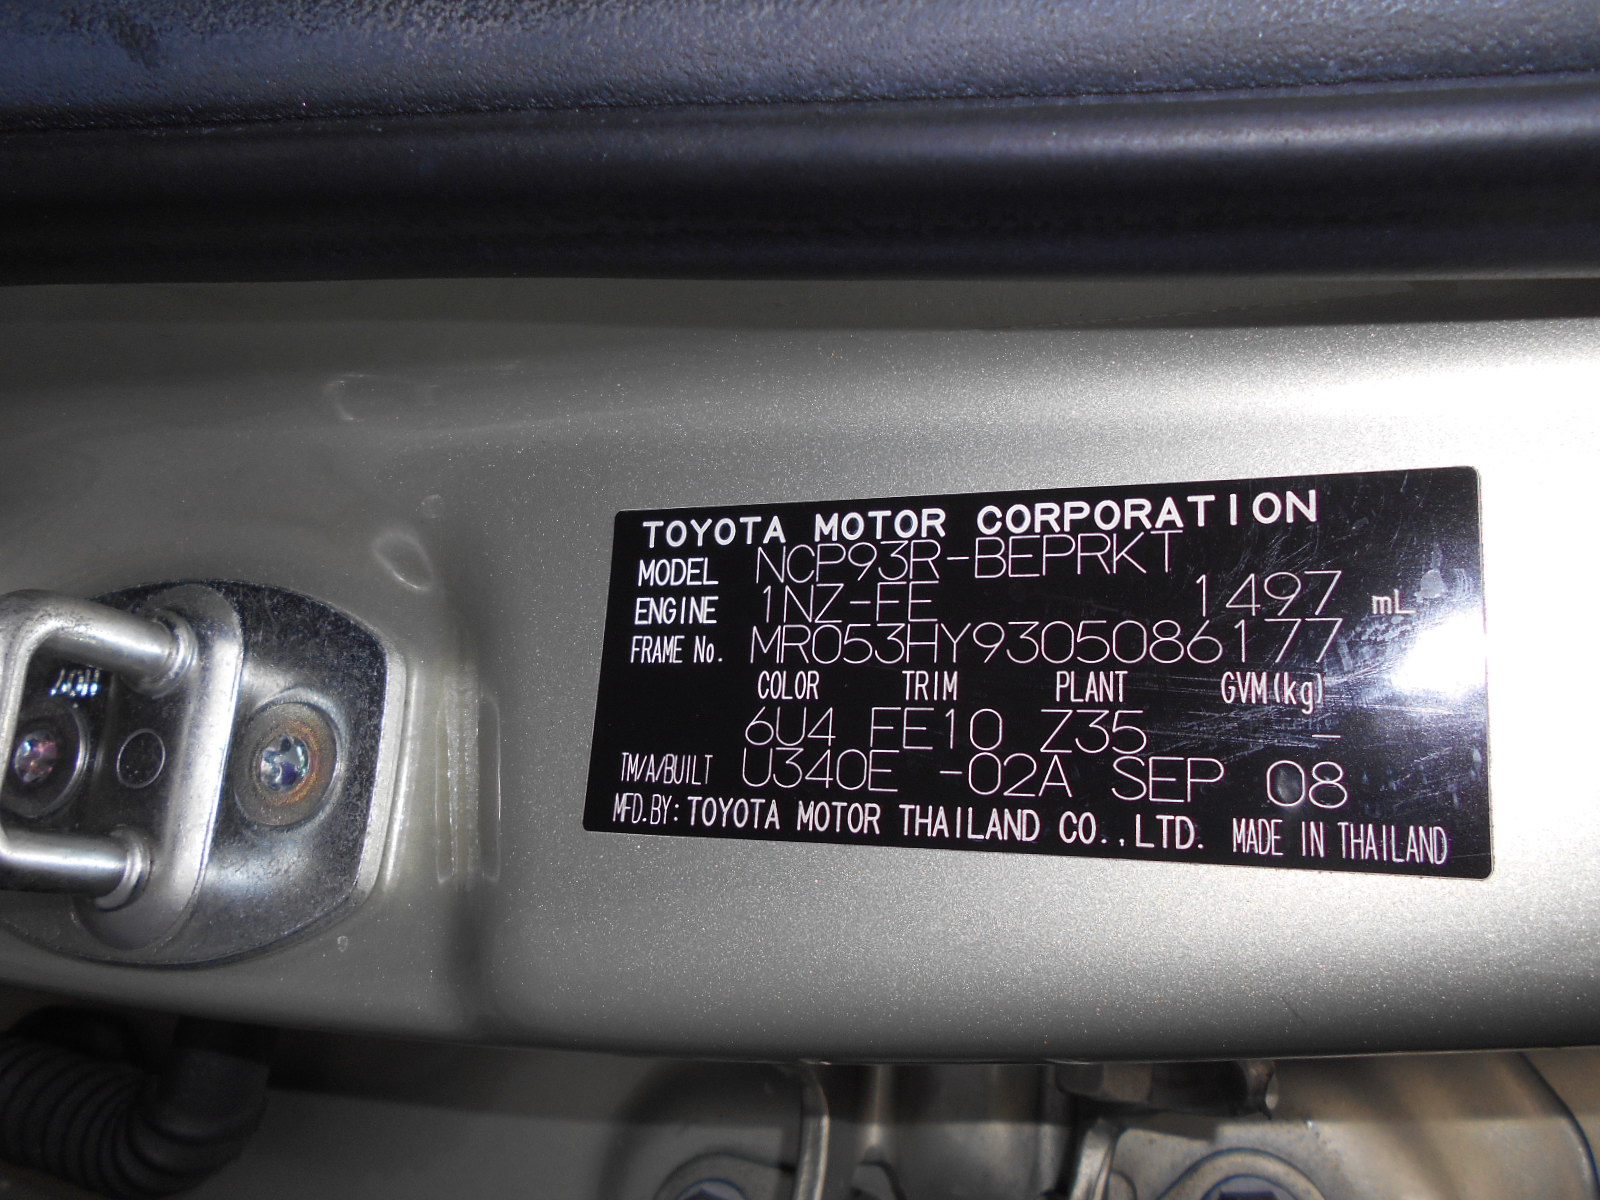 TOYOTA MOTOR CORPORATION
MODEL NCP93R-BEPRKT
ENGINE 1NZ-FE 1497 mL
FRAME No. MR053HY9305086177
COLOR TRIM PLANT GVM(kg)
6U4 FE10 Z35 -
TM/A/BUILT U340E -02A SEP 08
MFD.BY: TOYOTA MOTOR THAILAND CO.,LTD. MADE IN THAILAND